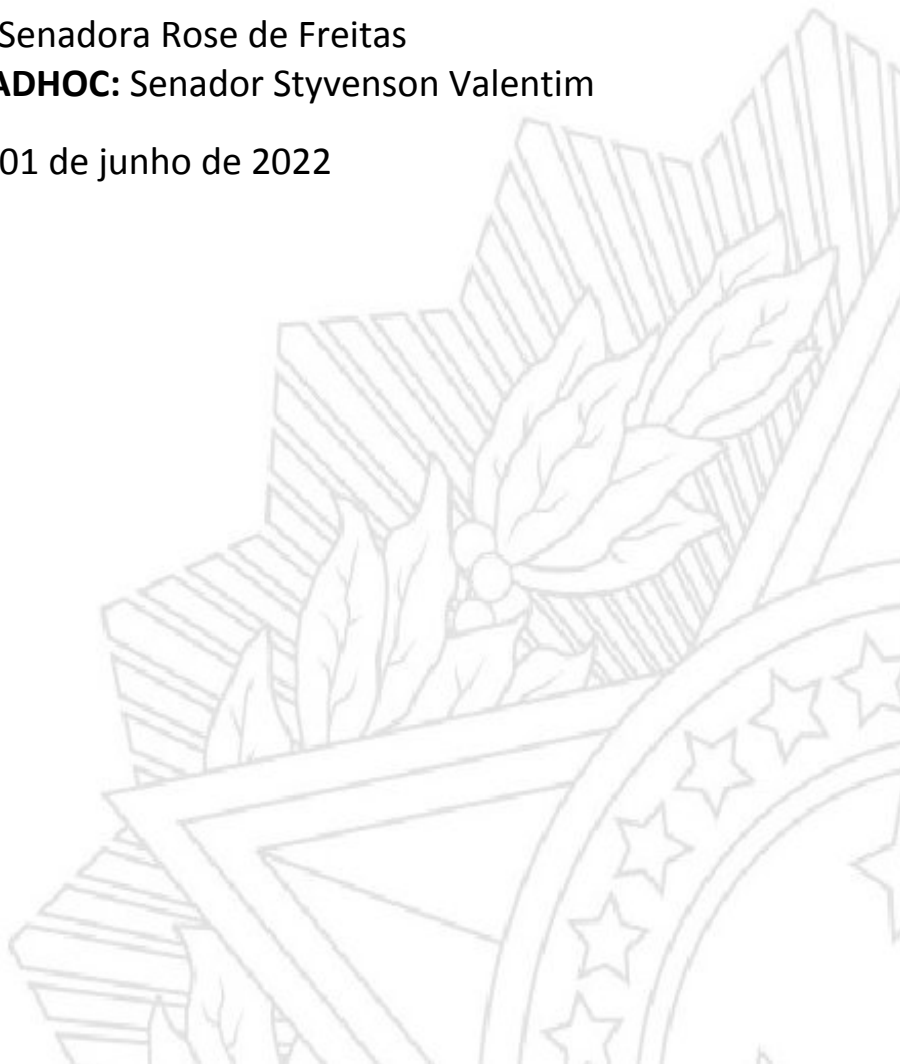 Senadora Rose de Freitas
ADHOC: Senador Styvenson Valentim
01 de junho de 2022